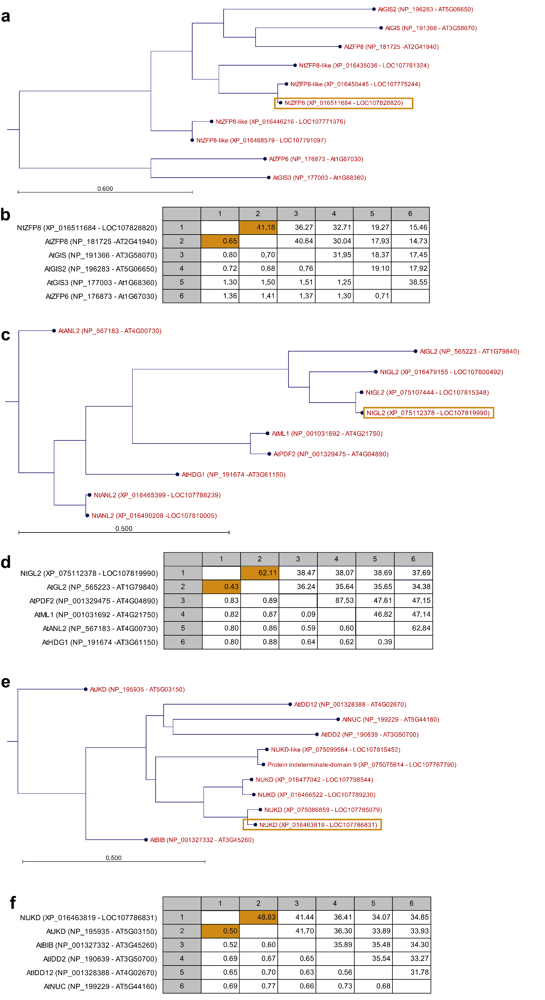 a
AtGIS2 (NP_196283 - AT5G06650)
AtGIS (NP_191366 - AT3G58070)
AtZFP8 (NP_181725 -AT2G41940)
NtZFP8-like (XP_016435036 - LOC107761324)
NtZFP8-like (XP_016450445 - LOC107775244)
NtZFP8 (XP_016511684 - LOC107828820)
NtZFP8-like (XP_016446216 - LOC107771376)
NtZFP8-like (XP_016468579 - LOC107791097)
AtZFP6 (NP_176873 - At1G67030)
AtGIS3 (NP_177003 - At1G68360)
0.600
b
1 2 3 4 5 6
NtZFP8 (XP_016511684 - LOC107828820) 1 41.18 36.27 32.71 19.27 15.46
AtZFP8 (NP_181725 -AT2G41940) 2 0.65 40.64 30.04 17.93 14.73
AtGIS (NP_191366 - AT3G58070) 3 0.80 0.70 31.95 18.37 17.45
AtGIS2 (NP_196283 - AT5G06650) 4 0.72 0.68 0.76 19.10 17.92
AtGIS3 (NP_177003 - At1G68360) 5 1.30 1.50 1.51 1.25 38.55
AtZFP6 (NP_176873 - At1G67030) 6 1.36 1.41 1.37 1.30 0.71
c
AtANL2 (NP_567183 - AT4G00730)
AtGL2 (NP_565223 - AT1G79840)
NtGL2 (XP_016479155 - LOC107800492)
NtGL2 (XP_075107444 - LOC107815348)
NtGL2 (XP_075112378 - LOC107819990)
AtML1 (NP_001031692 - AT4G21750)
AtPDF2 (NP_001329475 - AT4G04890)
AtHDG1 (NP_191674 -AT3G61150)
NtANL2 (XP_016465399 - LOC107788239)
NtANL2 (XP_016490208 -LOC107810005)
0.500
d
1 2 3 4 5 6
NtGL2 (XP_075112378 - LOC107819990) 1 62.11 38.47 38.07 38.69 37.69
AtGL2 (NP_565223 - AT1G79840) 2 0.43 36.24 35.64 35.65 34.38
AtPDF2 (NP_001329475 - AT4G04890) 3 0.83 0.89 87.53 47.61 47.15
AtML1 (NP_001031692 - AT4G21750) 4 0.82 0.87 0.09 46.82 47.14
AtANL2 (NP_567183 - AT4G00730) 5 0.80 0.86 0.59 0.60 62.84
AtHDG1 (NP_191674 -AT3G61150) 6 0.80 0.88 0.64 0.62 0.39
e
AtJKD (NP_195935 - AT5G03150)
AtIDD12 (NP_001328388 - AT4G02670)
AtNUC (NP_199229 - AT5G44160)
AtIDD2 (NP_190639 - AT3G50700)
NtJKD-like (XP_075099564 - LOC107815452)
Protein indeterminate-domain 9 (XP_075075614 - LOC107767790)
NtJKD (XP_016477042 - LOC107798544)
NtJKD (XP_016466522 - LOC107789230)
NtJKD (XP_075086859 - LOC107785079)
NtJKD (XP_016463819 - LOC107786831)
AtBIB (NP_001327332 - AT3G45260)
0.500
f
1 2 3 4 5 6
NtJKD (XP_016463819 - LOC107786831) 1 48.83 41.44 36.41 34.07 34.85
AtJKD (NP_195935 - AT5G03150) 2 0.50 41.70 36.30 33.89 33.93
AtBIB (NP_001327332 - AT3G45260) 3 0.52 0.60 35.89 35.48 34.30
AtIDD2 (NP_190639 - AT3G50700) 4 0.69 0.67 0.65 35.54 33.27
AtIDD12 (NP_001328388 - AT4G02670) 5 0.65 0.70 0.63 0.56 31.78
AtNUC (NP_199229 - AT5G44160) 6 0.69 0.77 0.66 0.73 0.68